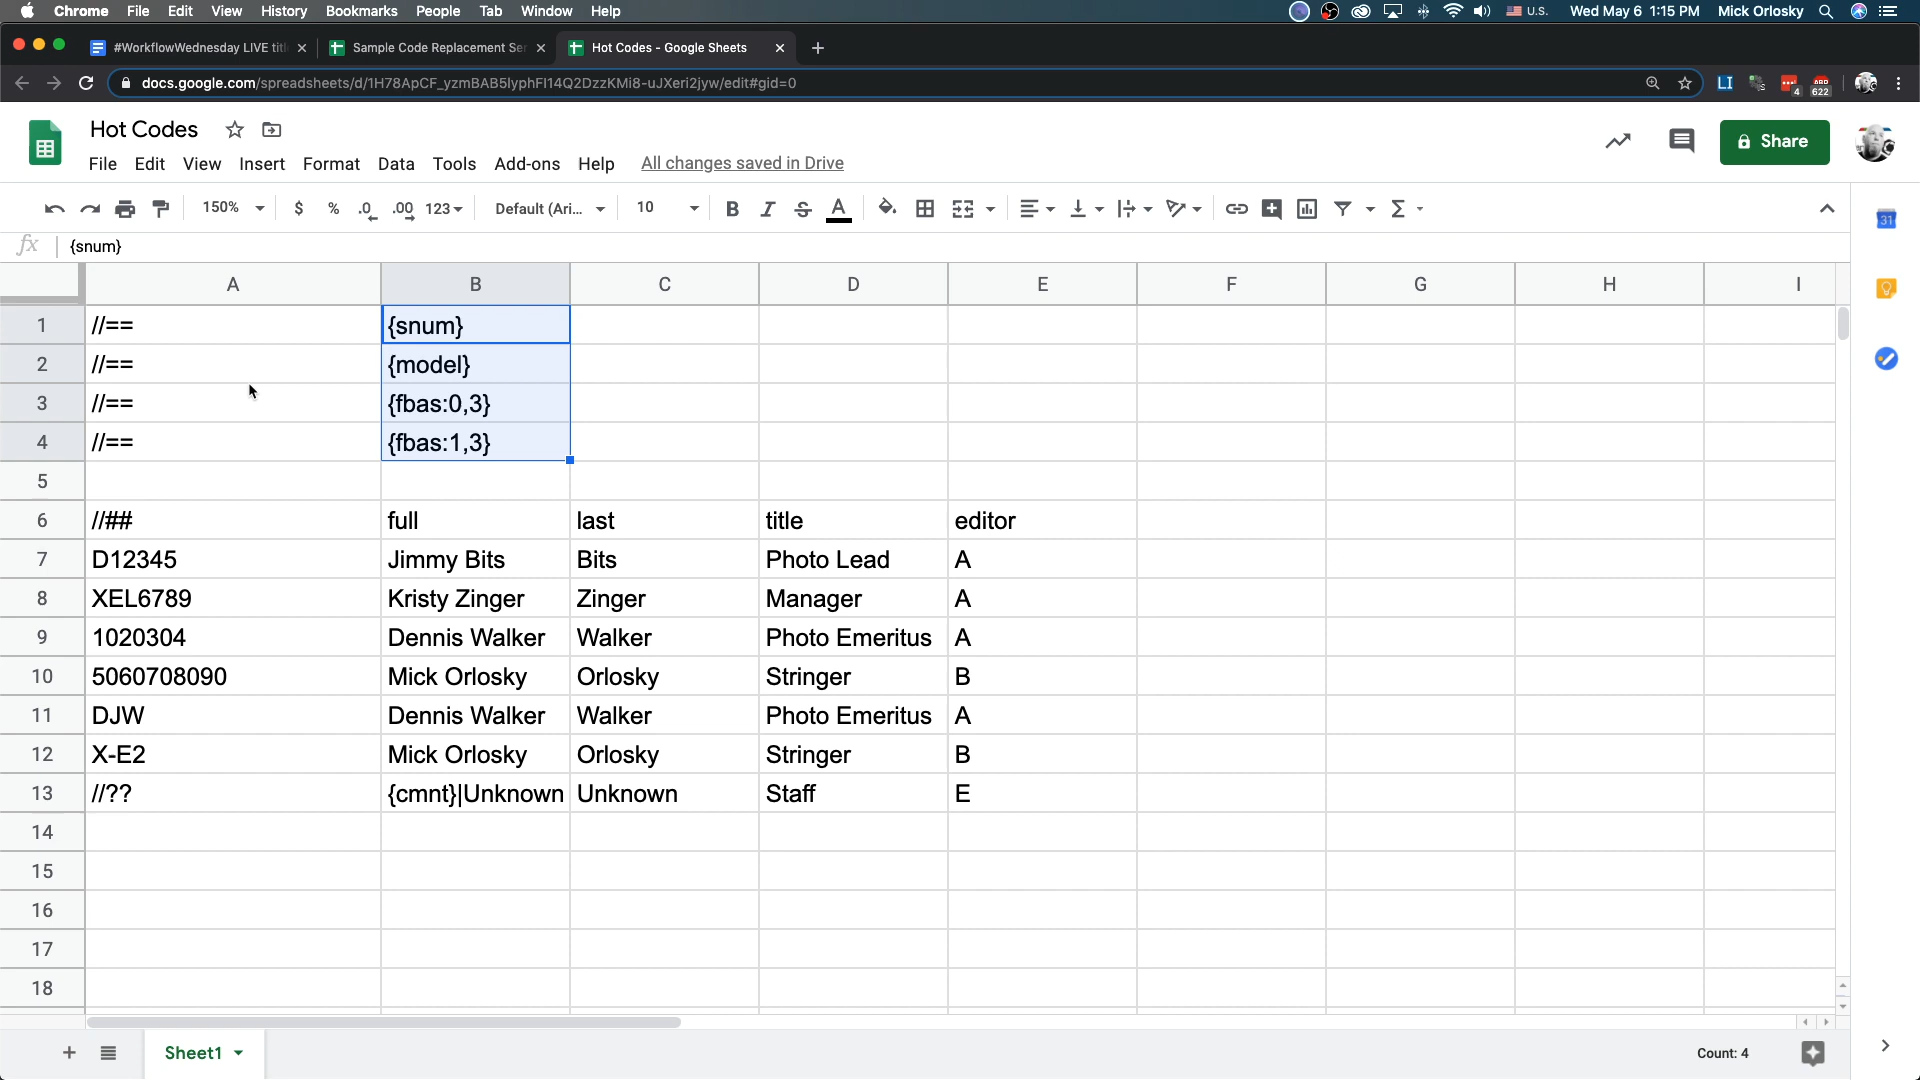 Chrome File Edit View History Bookmarks People Tab Window Help U.S. Wed May 6 1:15 PM Mick Orlosky
#WorkflowWednesday LIVE titl Sample Code Replacement Ser Hot Codes - Google Sheets
docs.google.com/spreadsheets/d/1H78ApCF_yzmBAB5lyphFI14Q2DzzKMi8-uJXeri2jyw/edit#gid=0 LI 4 ABP 622
Hot Codes
File Edit View Insert Format Data Tools Add-ons Help All changes saved in Drive Share
150% $ % .0 .00 123 Default (Ari... 10 B I S A Σ 31
fx {snum}
A B C D E F G H I
1 //== {snum}
2 //== {model}
3 //== {fbas:0,3}
4 //== {fbas:1,3}
5
6 //## full last title editor
7 D12345 Jimmy Bits Bits Photo Lead A
8 XEL6789 Kristy Zinger Zinger Manager A
9 1020304 Dennis Walker Walker Photo Emeritus A
10 5060708090 Mick Orlosky Orlosky Stringer B
11 DJW Dennis Walker Walker Photo Emeritus A
12 X-E2 Mick Orlosky Orlosky Stringer B
13 //?? {cmnt}|Unknown Unknown Staff E
14
15
16
17
18
Sheet1 Count: 4